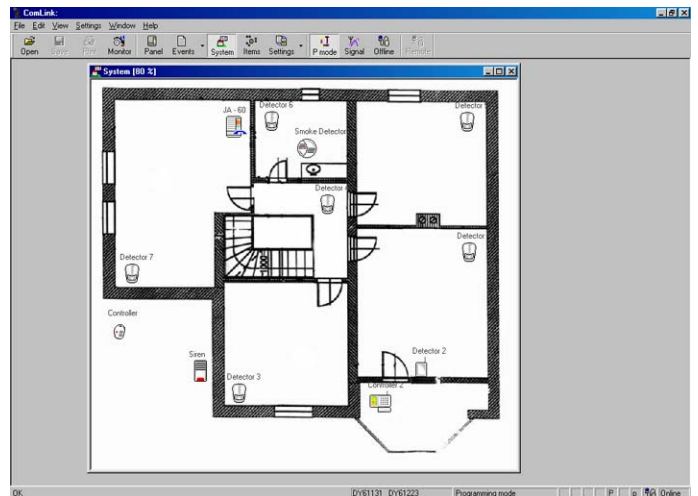 ComLink:
File Edit View Settings Window Help
Open Save Print Monitor Panel Events System Items Settings P mode Signal Offline Remote
System [80 %]
JA - 60
Detector 6
Detector
Smoke Detector
Detector
Detector
Detector 7
Controller
Siren
Detector 2
Detector 3
Controller 2
OK
DY61131 DY61223 Programming mode P p Online